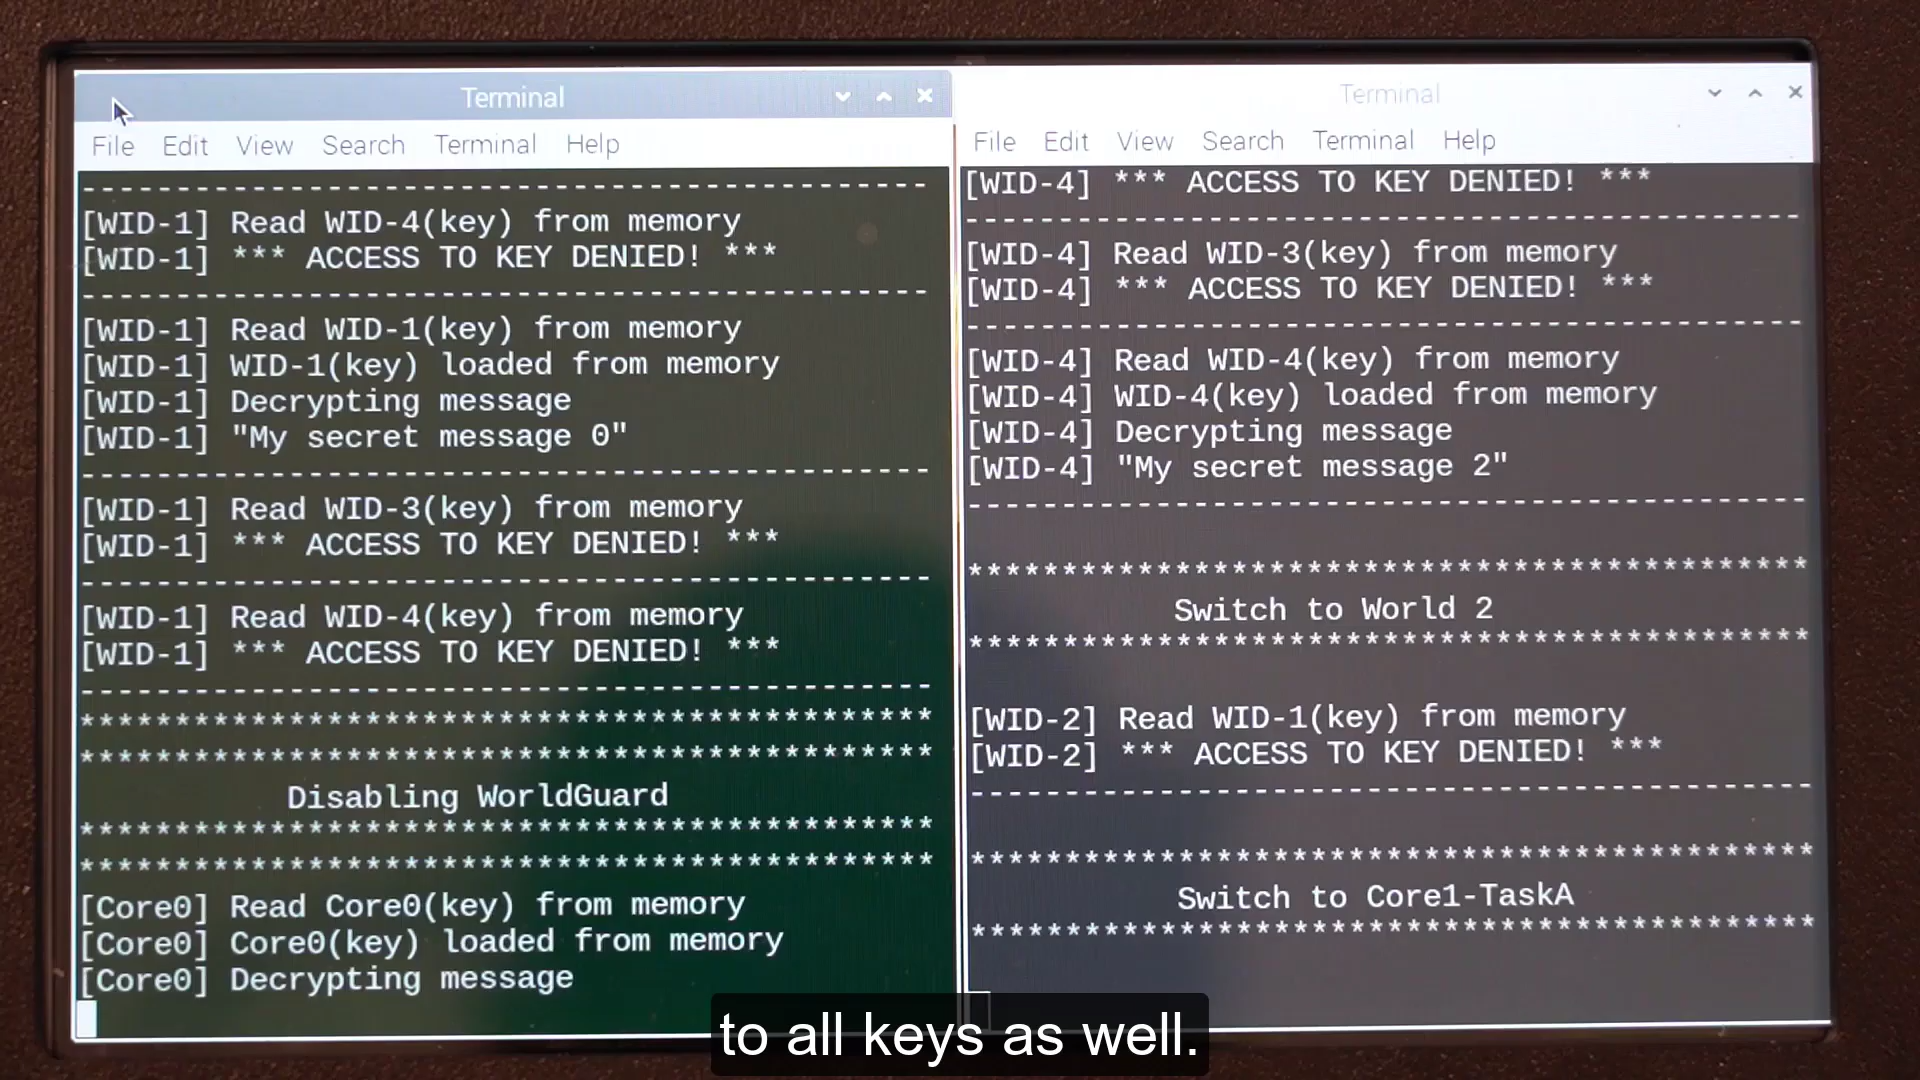 Terminal
File Edit View Search Terminal Help
--------------------------------------------
[WID-1] Read WID-4(key) from memory
[WID-1] *** ACCESS TO KEY DENIED! ***
--------------------------------------------
[WID-1] Read WID-1(key) from memory
[WID-1] WID-1(key) loaded from memory
[WID-1] Decrypting message
[WID-1] "My secret message 0"
--------------------------------------------
[WID-1] Read WID-3(key) from memory
[WID-1] *** ACCESS TO KEY DENIED! ***
--------------------------------------------
[WID-1] Read WID-4(key) from memory
[WID-1] *** ACCESS TO KEY DENIED! ***
--------------------------------------------
*********************************************
*********************************************
Disabling WorldGuard
*********************************************
*********************************************
[Core0] Read Core0(key) from memory
[Core0] Core0(key) loaded from memory
[Core0] Decrypting message
Terminal
File Edit View Search Terminal Help
[WID-4] *** ACCESS TO KEY DENIED! ***
--------------------------------------------
[WID-4] Read WID-3(key) from memory
[WID-4] *** ACCESS TO KEY DENIED! ***
--------------------------------------------
[WID-4] Read WID-4(key) from memory
[WID-4] WID-4(key) loaded from memory
[WID-4] Decrypting message
[WID-4] "My secret message 2"
--------------------------------------------
*********************************************
Switch to World 2
*********************************************
[WID-2] Read WID-1(key) from memory
[WID-2] *** ACCESS TO KEY DENIED! ***
--------------------------------------------
*********************************************
Switch to Core1-TaskA
*********************************************
to all keys as well.